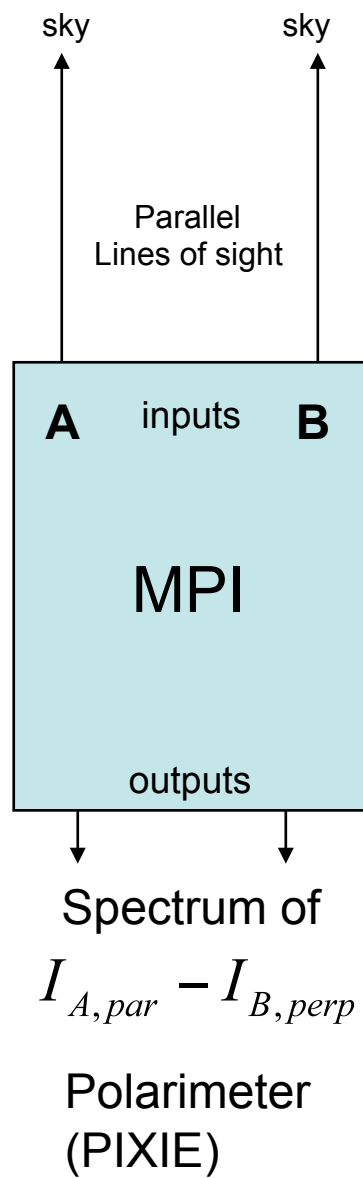 sky sky
Parallel
Lines of sight
A inputs B
MPI
outputs
Spectrum of
I_{A,par} − I_{B,perp}
Polarimeter
(PIXIE)